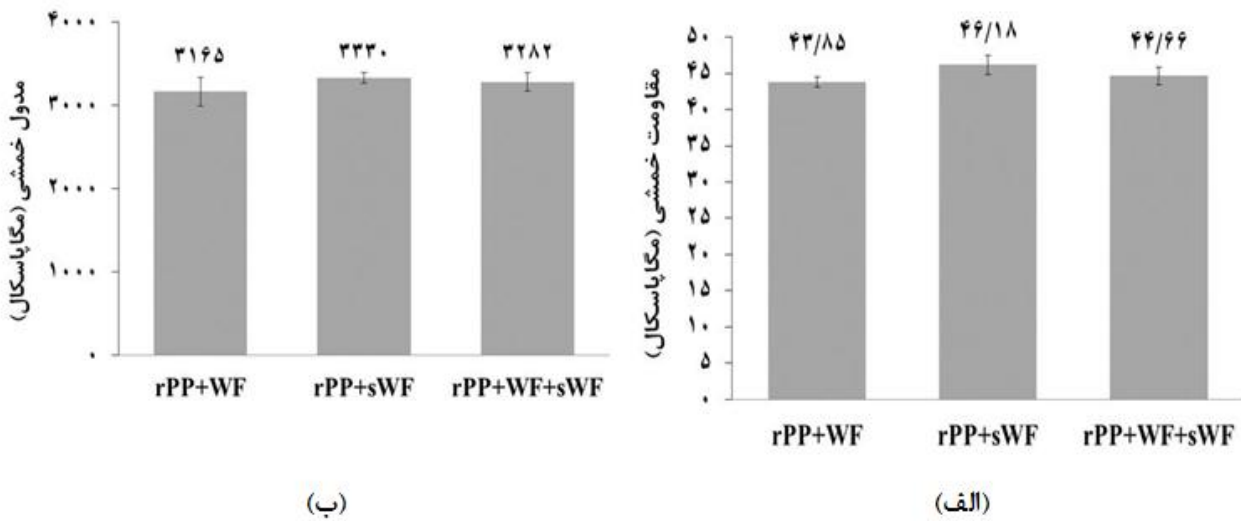 مقاومت خمشی (مگاپاسکال)
۵۰
۴۵
۴۰
۳۵
۳۰
۲۵
۲۰
۱۵
۱۰
۵
۰
۴۳/۸۵
۴۶/۱۸
۴۴/۶۶
rPP+WF
rPP+sWF
rPP+WF+sWF
(الف)
مدول خمشی (مگاپاسکال)
۴۰۰۰
۳۰۰۰
۲۰۰۰
۱۰۰۰
۰
۳۱۶۵
۳۳۳۰
۳۲۸۲
rPP+WF
rPP+sWF
rPP+WF+sWF
(ب)